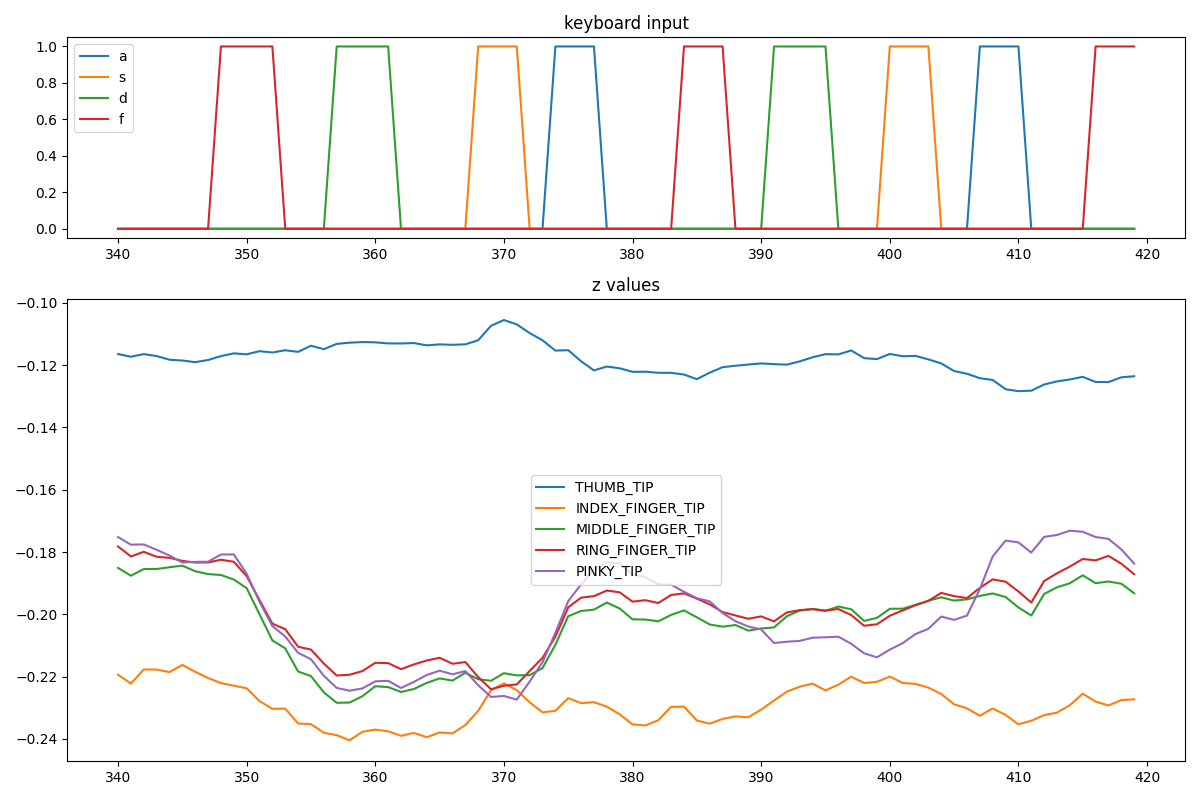 keyboard input
1.0
0.8
0.6
0.4
0.2
0.0
a
s
d
f
340 350 360 370 380 390 400 410 420
z values
−0.10
−0.12
−0.14
−0.16
−0.18
−0.20
−0.22
−0.24
THUMB_TIP
INDEX_FINGER_TIP
MIDDLE_FINGER_TIP
RING_FINGER_TIP
PINKY_TIP
340 350 360 370 380 390 400 410 420